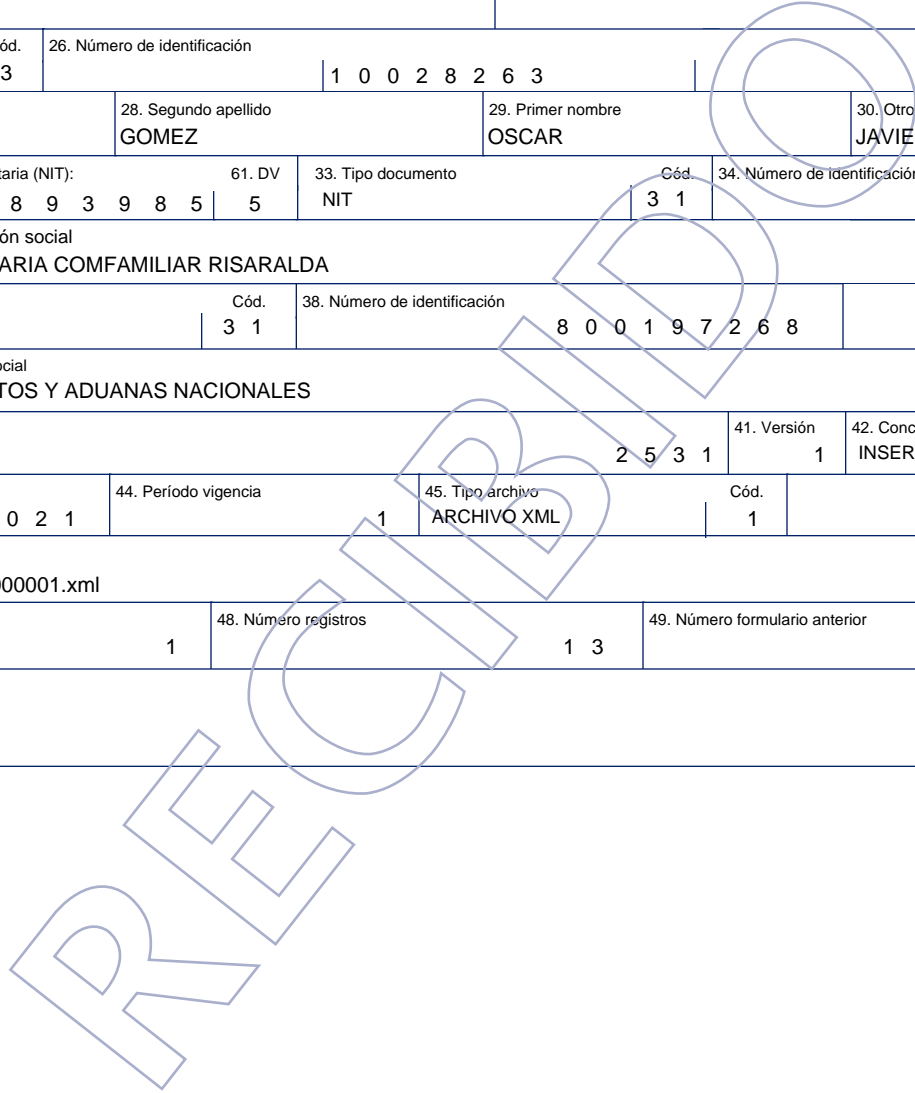 ód. 26. Número de identificación
3 1 0 0 2 8 2 6 3
28. Segundo apellido 29. Primer nombre 30. Otro
GOMEZ OSCAR JAVIE
taria (NIT): 61. DV 33. Tipo documento Cód. 34. Número de identificación
8 9 3 9 8 5 5 NIT 3 1
ón social
ARIA COMFAMILIAR RISARALDA
Cód. 38. Número de identificación
3 1 8 0 0 1 9 7 2 6 8
ocial
TOS Y ADUANAS NACIONALES
41. Versión 42. Conc
2 5 3 1 1 INSER
44. Período vigencia 45. Tipo archivo Cód.
0 2 1 1 ARCHIVO XML 1
000001.xml
48. Número registros 49. Número formulario anterior
1 1 3
RECIBIDO